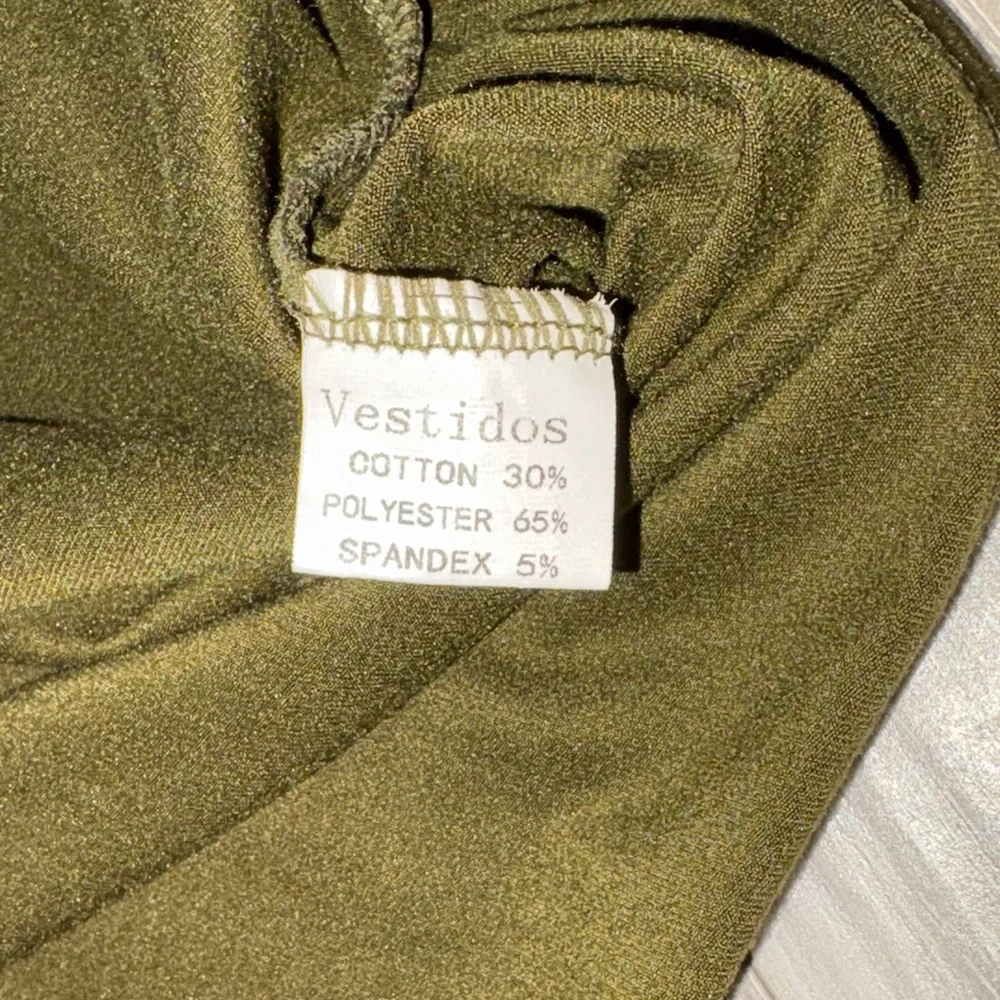 Vestidos
COTTON 30%
POLYESTER 65%
SPANDEX 5%